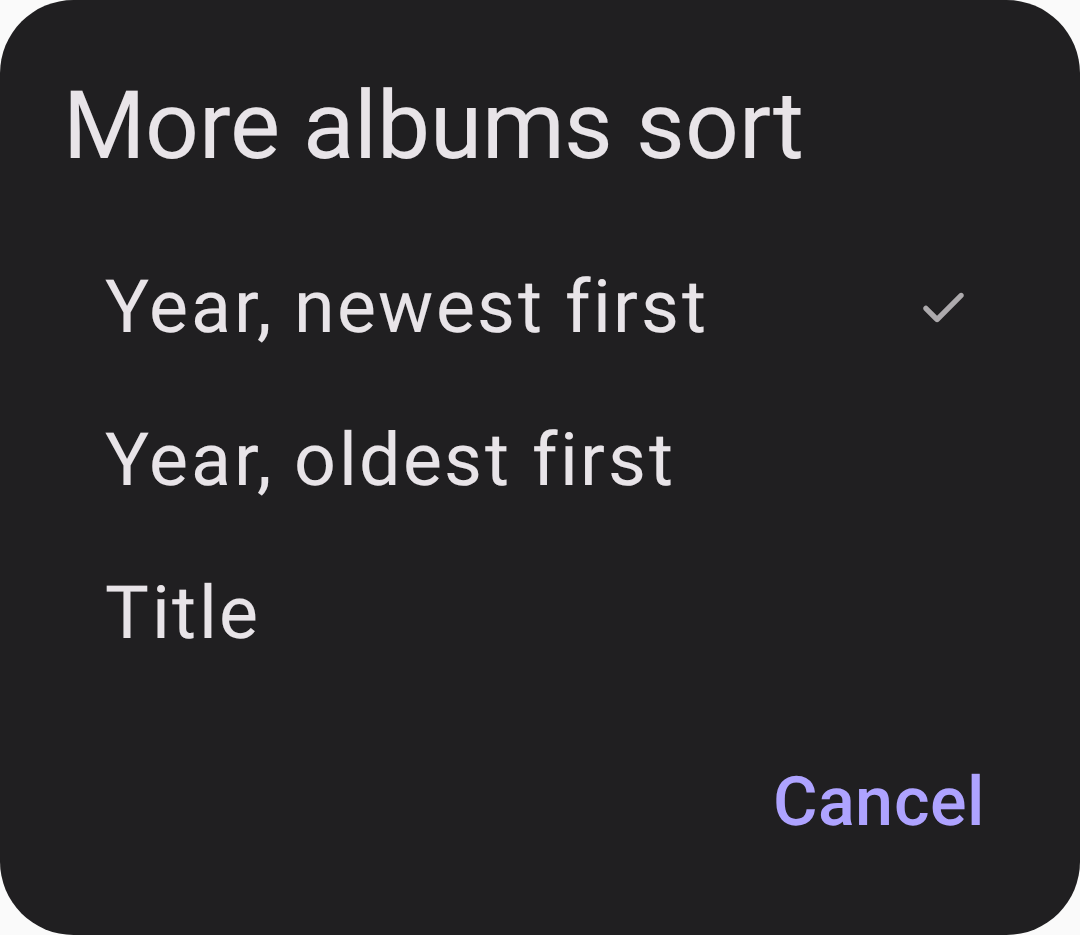 More albums sort
Year, newest first
Year, oldest first
Title
Cancel